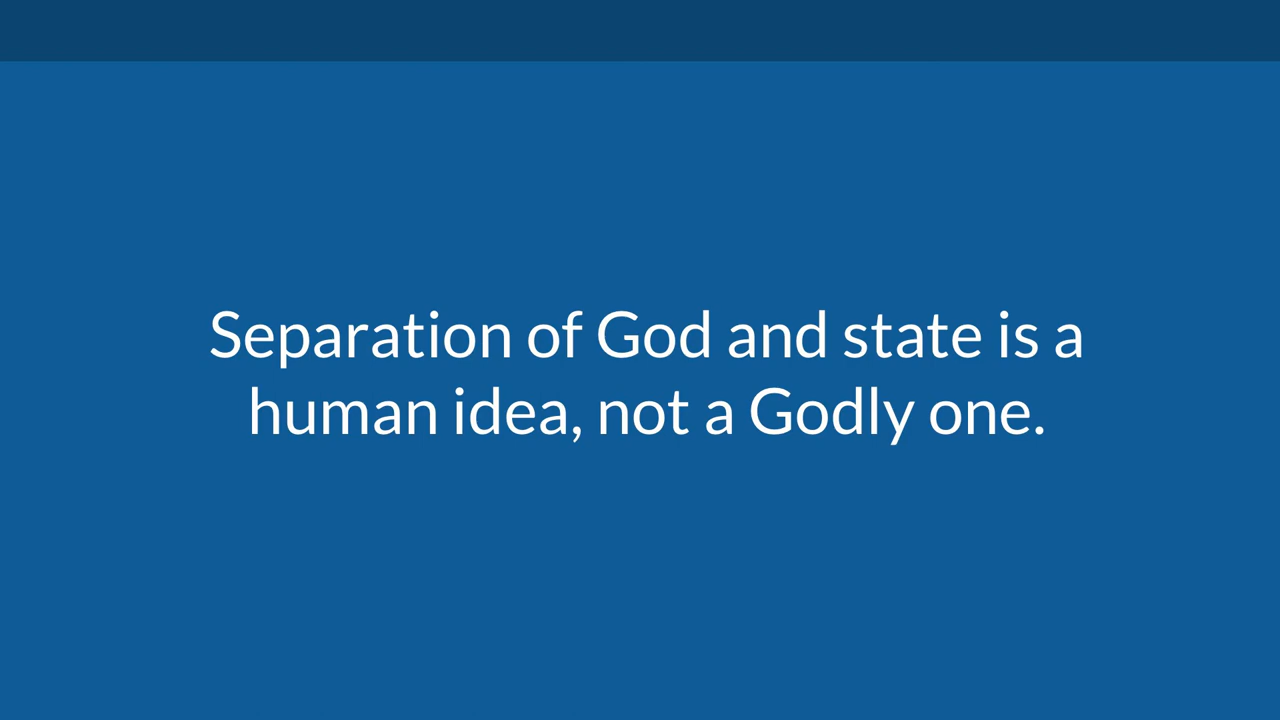 Separation of God and state is a
human idea, not a Godly one.